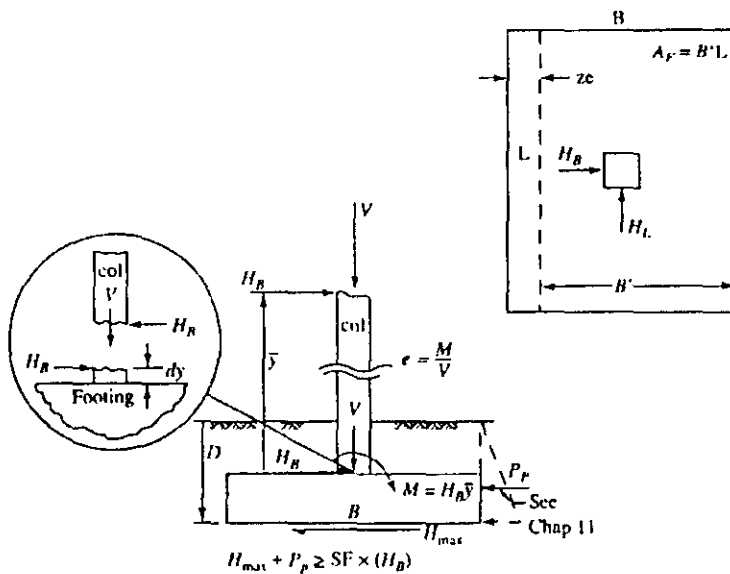 B
A_F = B'L
ze
L
H_B
H_L
B'
V
H_B
col
V
H_B
H_B
dy
Footing
ȳ
col
e = M/V
V
D
H_B
M = H_Bȳ
P_P
See
Chap 11
B
H_max
H_max + P_p ≥ SF × (H_B)